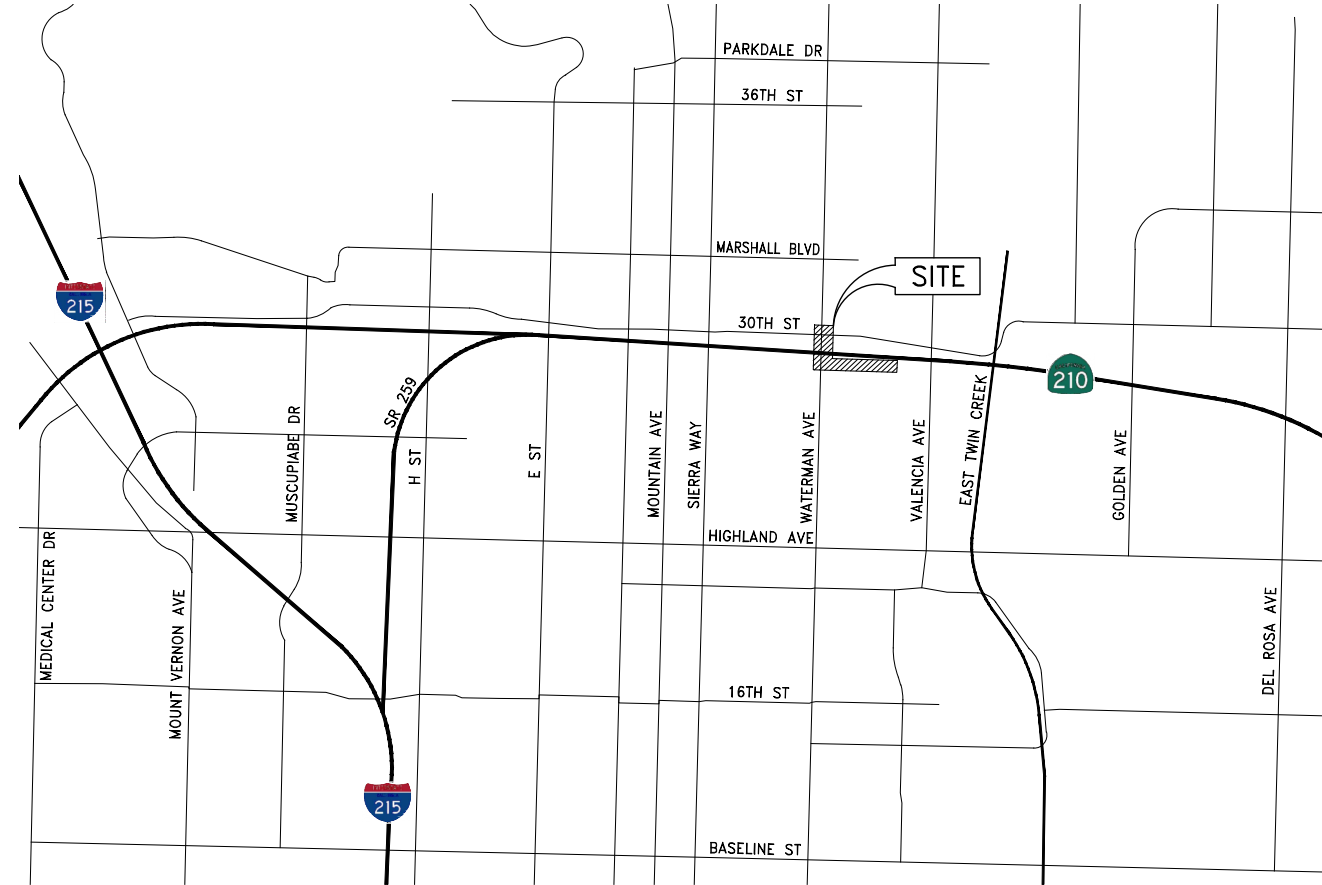 PARKDALE DR
36TH ST
MARSHALL BLVD
SITE
215
30TH ST
210
SR 259
EAST TWIN CREEK
MUSCUPIABE DR
H ST
E ST
MOUNTAIN AVE
SIERRA WAY
WATERMAN AVE
VALENCIA AVE
GOLDEN AVE
HIGHLAND AVE
MEDICAL CENTER DR
MOUNT VERNON AVE
DEL ROSA AVE
16TH ST
215
BASELINE ST